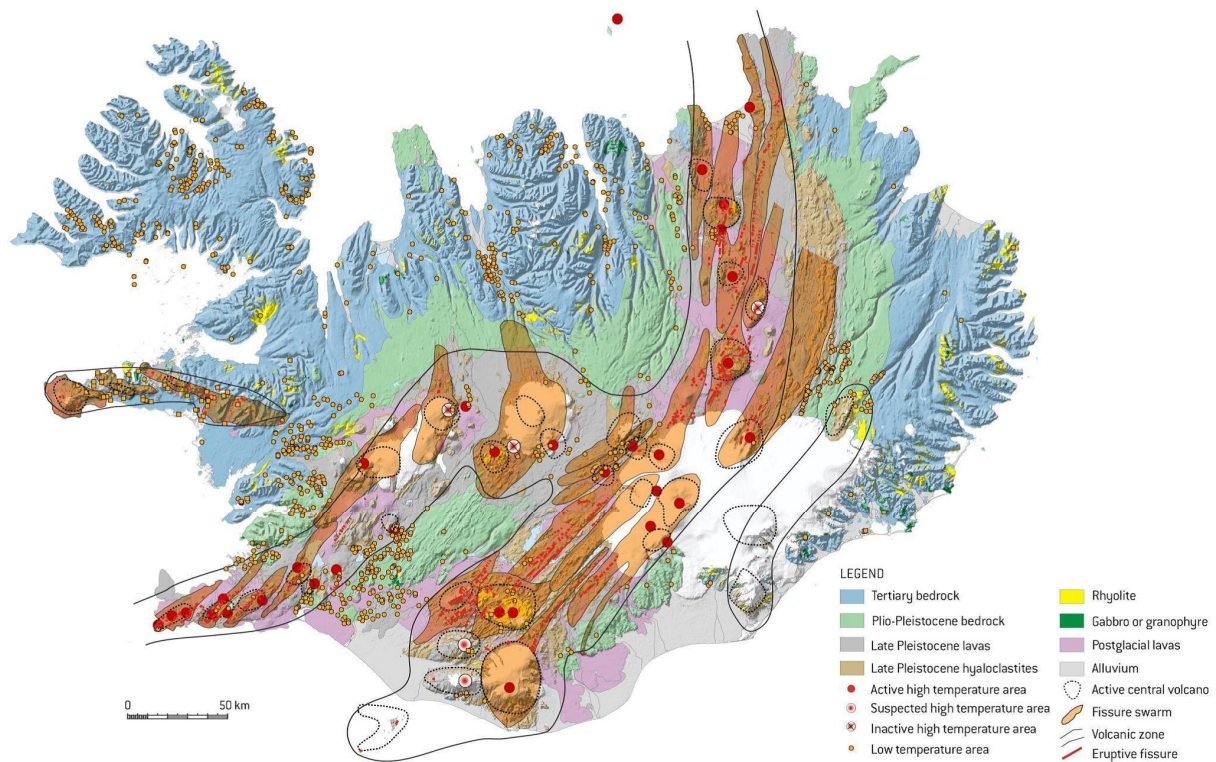 LEGEND
Tertiary bedrock
Plio-Pleistocene bedrock
Late Pleistocene lavas
Late Pleistocene hyaloclastites
Active high temperature area
Suspected high temperature area
Inactive high temperature area
Low temperature area
Rhyolite
Gabbro or granophyre
Postglacial lavas
Alluvium
Active central volcano
Fissure swarm
Volcanic zone
Eruptive fissure
0 50 km